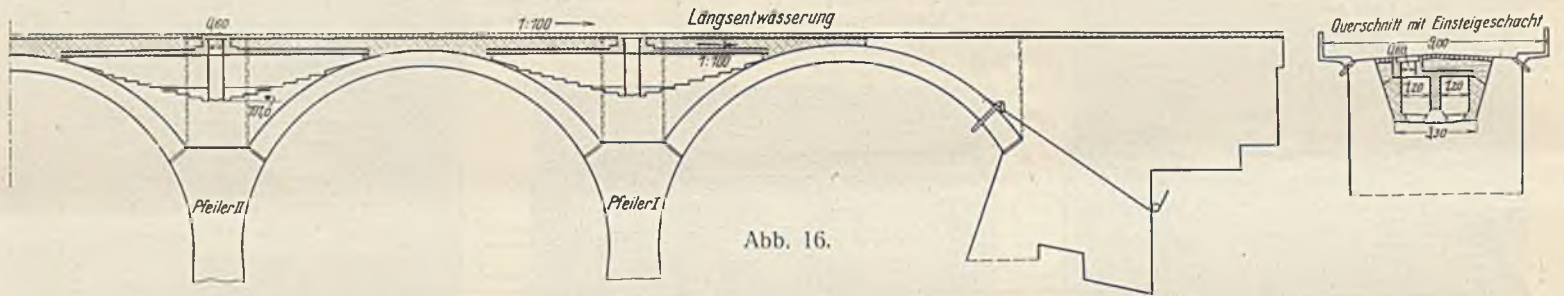 0,60
1:100
Längsentwässerung
1:100
Pfeiler II
Pfeiler I
Abb. 16.
Querschnitt mit Einsteigeschacht
9,00
0,60
1,20 1,20
3,30